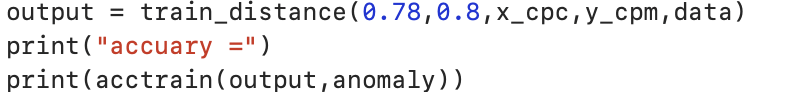 output = train_distance(0.78,0.8,x_cpc,y_cpm,data)
print("accuary =")
print(acctrain(output,anomaly))